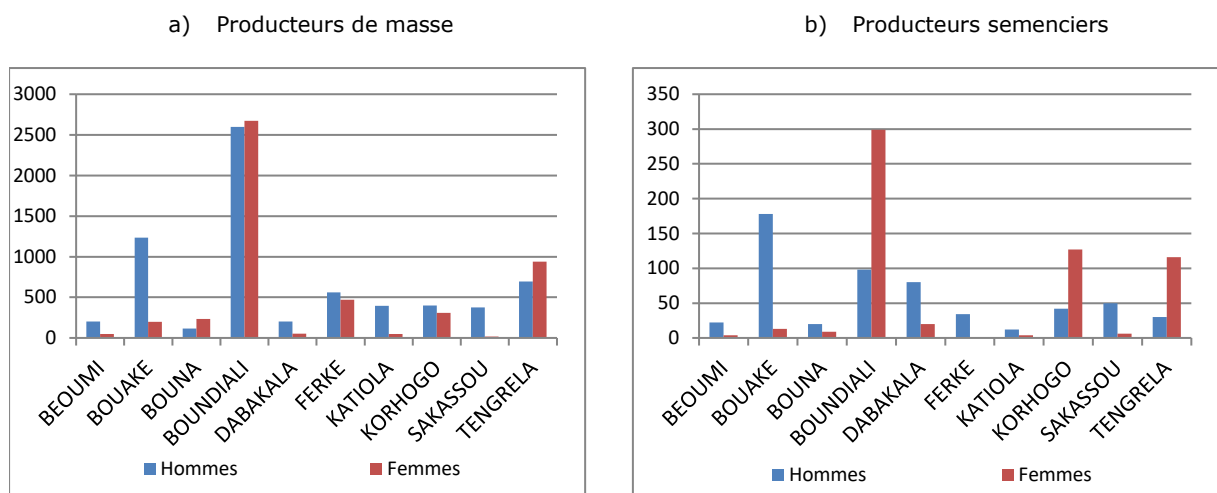 a) Producteurs de masse
3000
2500
2000
1500
1000
500
0
BEOUMI
BOUAKE
BOUNA
BOUNDIALI
DABAKALA
FERKE
KATIOLA
KORHOGO
SAKASSOU
TENGRELA
Hommes
Femmes
b) Producteurs semenciers
350
300
250
200
150
100
50
0
BEOUMI
BOUAKE
BOUNA
BOUNDIALI
DABAKALA
FERKE
KATIOLA
KORHOGO
SAKASSOU
TENGRELA
Hommes
Femmes